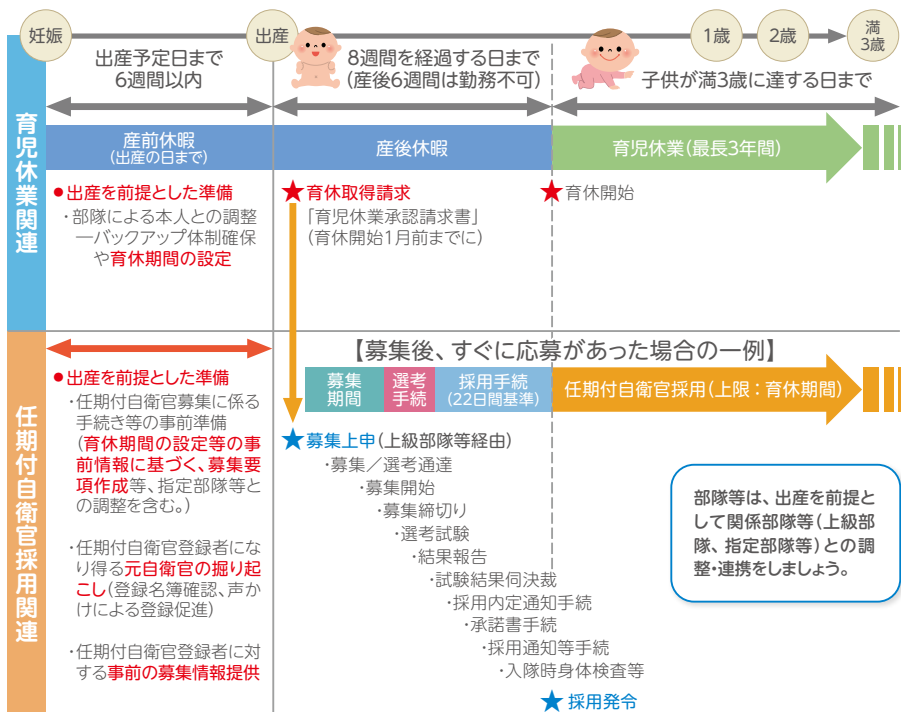 妊娠
出産
1歳
2歳
満
3歳
出産予定日まで
6週間以内
8週間を経過する日まで
(産後6週間は勤務不可)
子供が満3歳に達する日まで
育児休業関連
産前休暇
(出産の日まで)
産後休暇
育児休業(最長3年間)
●出産を前提とした準備
・部隊による本人との調整
―バックアップ体制確保
や育休期間の設定
★育休取得請求
「育児休業承認請求書」
(育休開始1月前までに)
★育休開始
任期付自衛官採用関連
【募集後、すぐに応募があった場合の一例】
募集
期間
選考
手続
採用手続
(22日間基準)
任期付自衛官採用(上限：育休期間)
●出産を前提とした準備
・任期付自衛官募集に係る
手続き等の事前準備
(育休期間の設定等の事
前情報に基づく、募集要
項作成等、指定部隊等と
の調整を含む。)
・任期付自衛官登録者にな
り得る元自衛官の掘り起
こし(登録名簿確認、声か
けによる登録促進)
・任期付自衛官登録者に対
する事前の募集情報提供
★募集上申(上級部隊等経由)
・募集／選考通達
・募集開始
・募集締切り
・選考試験
・結果報告
・試験結果伺決裁
・採用内定通知手続
・承諾書手続
・採用通知等手続
・入隊時身体検査等
★採用発令
部隊等は、出産を前提と
して関係部隊等(上級部
隊、指定部隊等)との調
整・連携をしましょう。